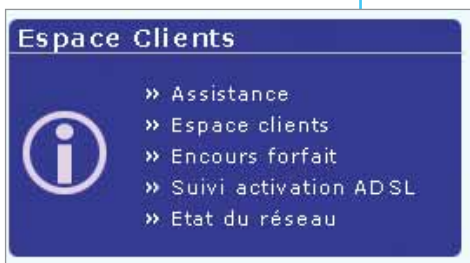 Espace Clients
» Assistance
» Espace clients
» Encours forfait
» Suivi activation ADSL
» Etat du réseau